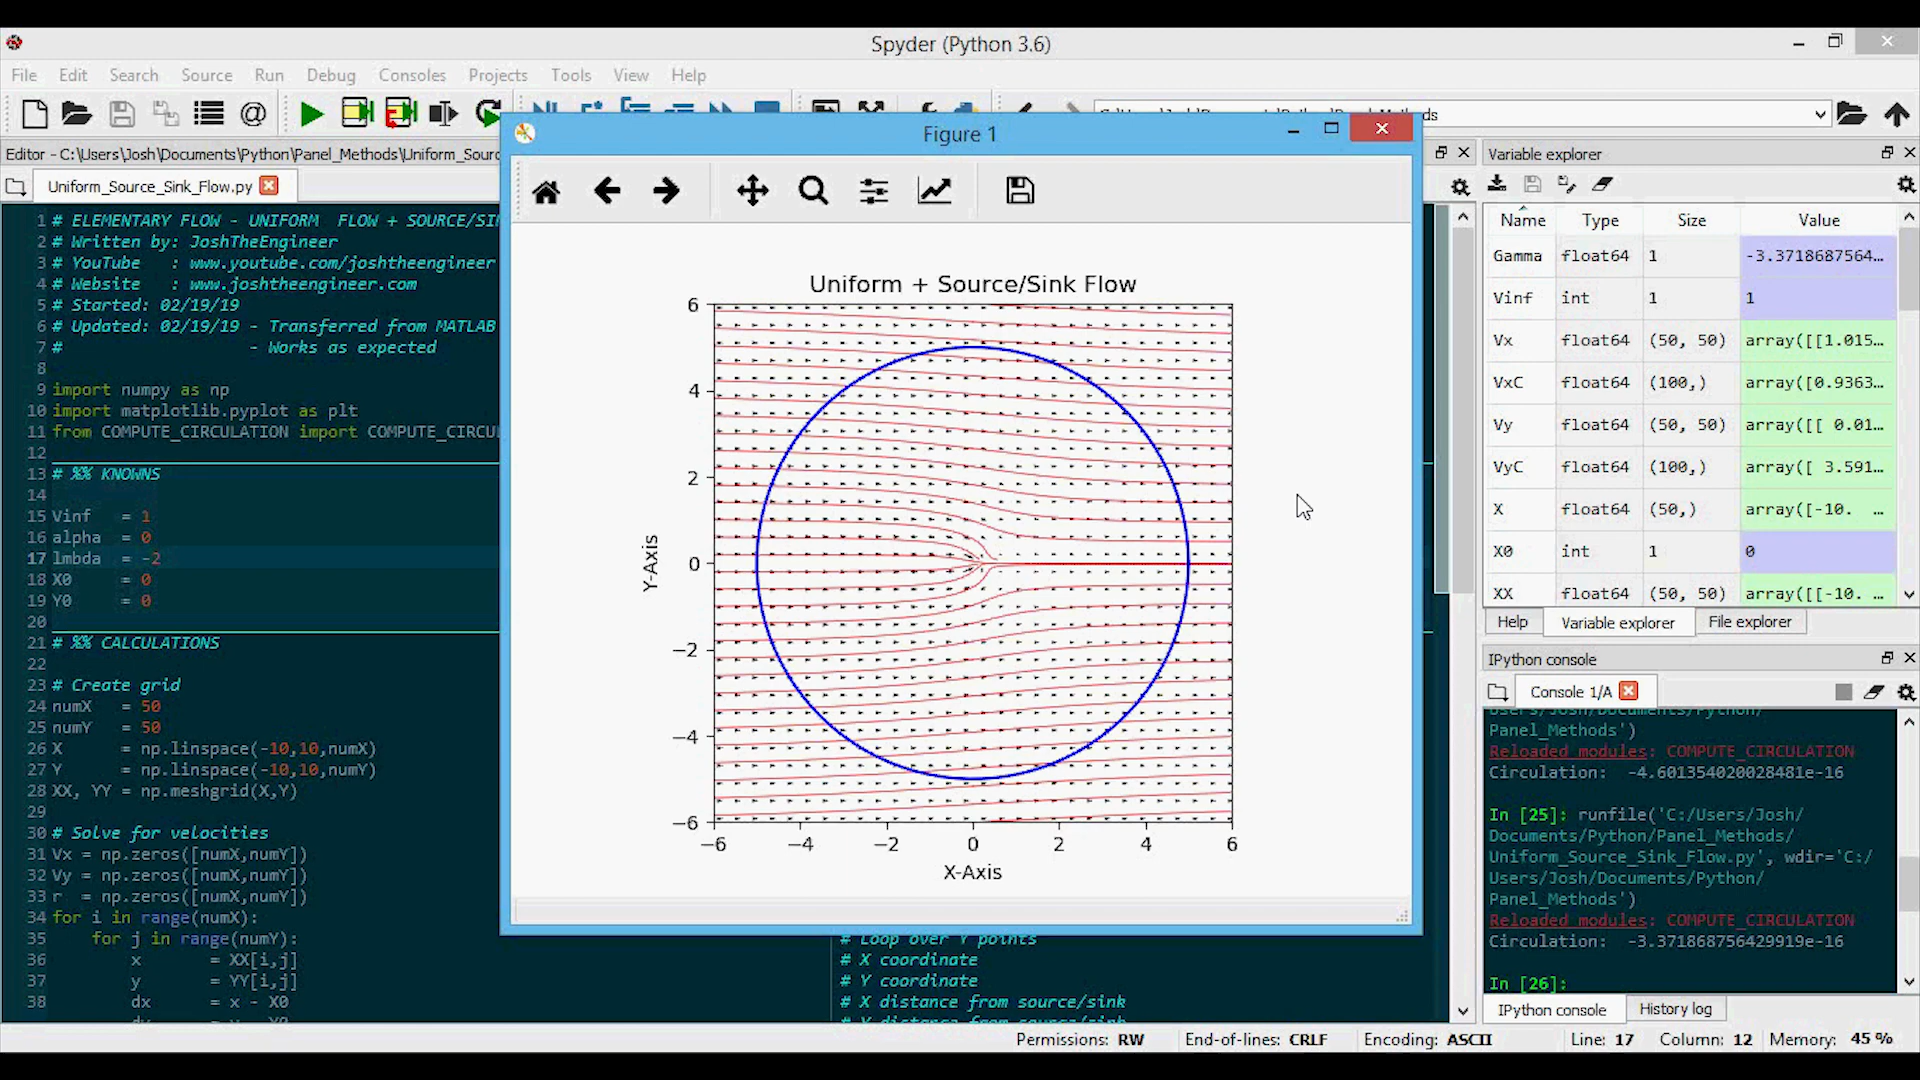 Spyder (Python 3.6)
File Edit Search Source Run Debug Consoles Projects Tools View Help
Editor - C:\Users\Josh\Documents\Python\Panel_Methods\Uniform_Sourc
Uniform_Source_Sink_Flow.py
1 # ELEMENTARY FLOW - UNIFORM FLOW + SOURCE/SIN
2 # Written by: JoshTheEngineer
3 # YouTube : www.youtube.com/joshtheengineer
4 # Website : www.joshtheengineer.com
5 # Started: 02/19/19
6 # Updated: 02/19/19 - Transferred from MATLAB
7 # - Works as expected
8
9 import numpy as np
10 import matplotlib.pyplot as plt
11 from COMPUTE_CIRCULATION import COMPUTE_CIRCU
12
13 # %% KNOWNS
14
15 Vinf = 1
16 alpha = 0
17 lmbda = -2
18 X0 = 0
19 Y0 = 0
20
21 # %% CALCULATIONS
22
23 # Create grid
24 numX = 50
25 numY = 50
26 X = np.linspace(-10,10,numX)
27 Y = np.linspace(-10,10,numY)
28 XX, YY = np.meshgrid(X,Y)
29
30 # Solve for velocities
31 Vx = np.zeros([numX,numY])
32 Vy = np.zeros([numX,numY])
33 r = np.zeros([numX,numY])
34 for i in range(numX):
35 for j in range(numY):
36 x = XX[i,j]
37 y = YY[i,j]
38 dx = x - X0
# Loop over Y points
# X coordinate
# Y coordinate
# X distance from source/sink
# Y distance from source/sink
Figure 1
Uniform + Source/Sink Flow
6
4
2
0
−2
−4
−6
Y-Axis
−6 −4 −2 0 2 4 6
X-Axis
Variable explorer
Name Type Size Value
Gamma float64 1 -3.3718687564…
Vinf int 1 1
Vx float64 (50, 50) array([[1.015…
VxC float64 (100,) array([0.9363…
Vy float64 (50, 50) array([[ 0.01…
VyC float64 (100,) array([ 3.591…
X float64 (50,) array([-10. …
X0 int 1 0
XX float64 (50, 50) array([[-10. …
Help Variable explorer File explorer
IPython console
Console 1/A
Users/Josh/Documents/Python/
Panel_Methods')
Reloaded modules: COMPUTE_CIRCULATION
Circulation: -4.601354020028481e-16
In [25]: runfile('C:/Users/Josh/
Documents/Python/Panel_Methods/
Uniform_Source_Sink_Flow.py', wdir='C:/
Users/Josh/Documents/Python/
Panel_Methods')
Reloaded modules: COMPUTE_CIRCULATION
Circulation: -3.371868756429919e-16
In [26]:
IPython console History log
Permissions: RW End-of-lines: CRLF Encoding: ASCII Line: 17 Column: 12 Memory: 45 %